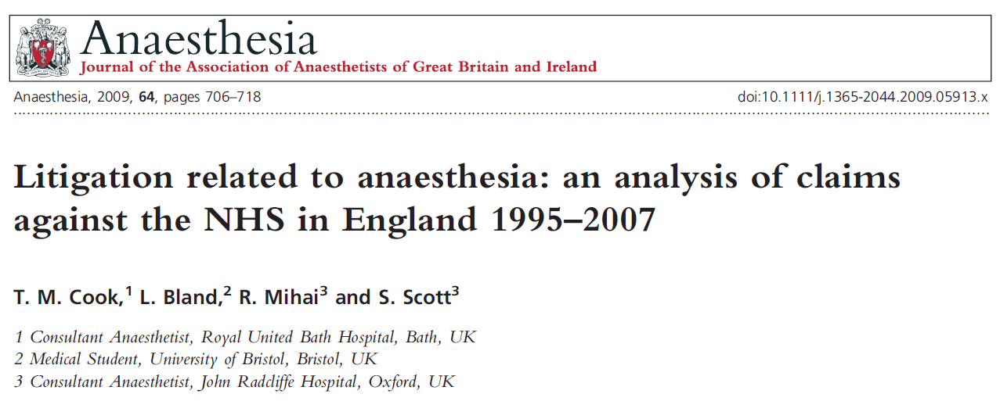 Anaesthesia
Journal of the Association of Anaesthetists of Great Britain and Ireland
Anaesthesia, 2009, 64, pages 706–718 doi:10.1111/j.1365-2044.2009.05913.x
Litigation related to anaesthesia: an analysis of claims
against the NHS in England 1995–2007
T. M. Cook,1 L. Bland,2 R. Mihai3 and S. Scott3
1 Consultant Anaesthetist, Royal United Bath Hospital, Bath, UK
2 Medical Student, University of Bristol, Bristol, UK
3 Consultant Anaesthetist, John Radcliffe Hospital, Oxford, UK